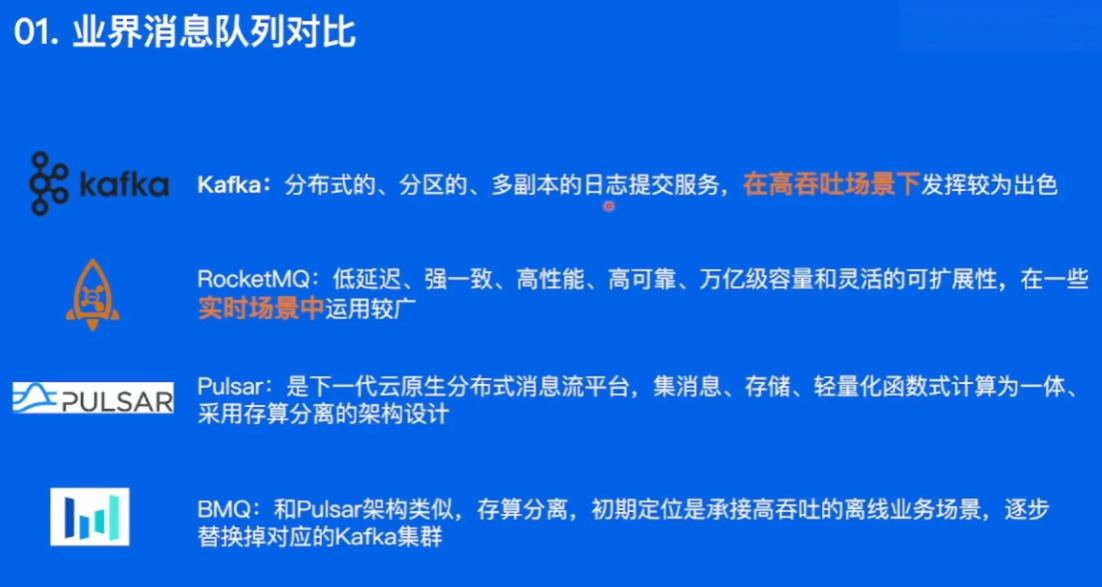 01. 业界消息队列对比
kafka
Kafka：分布式的、分区的、多副本的日志提交服务，在高吞吐场景下发挥较为出色
RocketMQ：低延迟、强一致、高性能、高可靠、万亿级容量和灵活的可扩展性，在一些
实时场景中运用较广
PULSAR
Pulsar：是下一代云原生分布式消息流平台，集消息、存储、轻量化函数式计算为一体、
采用存算分离的架构设计
BMQ：和Pulsar架构类似，存算分离，初期定位是承接高吞吐的离线业务场景，逐步
替换掉对应的Kafka集群